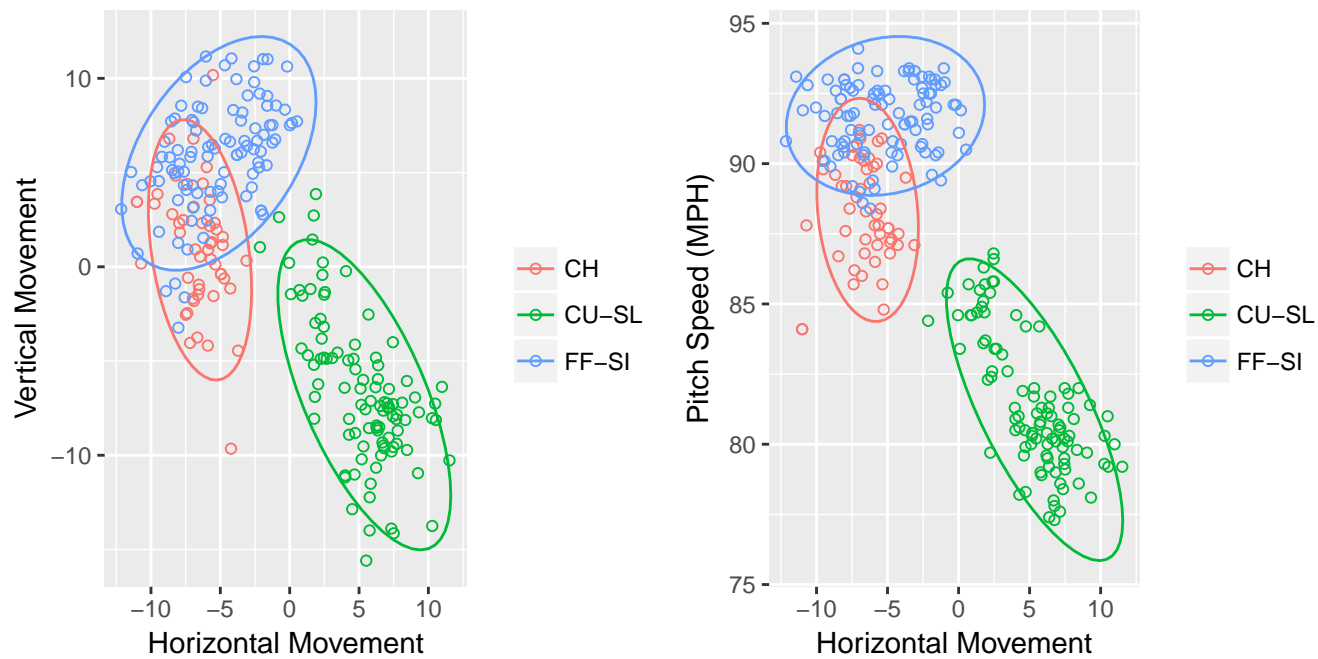 Vertical Movement
10
0
−10
−10
−5
0
5
10
Horizontal Movement
CH
CU−SL
FF−SI
Pitch Speed (MPH)
95
90
85
80
75
−10
−5
0
5
10
Horizontal Movement
CH
CU−SL
FF−SI